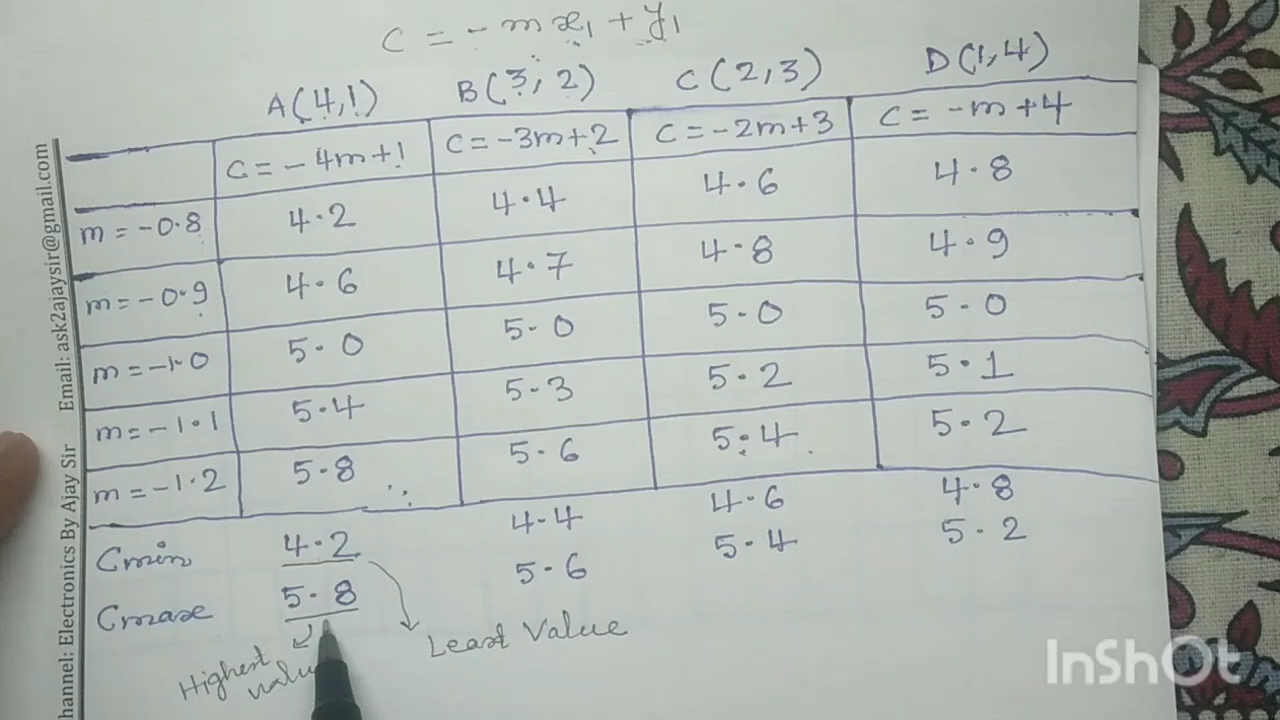 c = -mx₁ + y₁
A(4,1) B(3,2) C(2,3) D(1,4)
c = -4m+1 c = -3m+2 c = -2m+3 c = -m+4
m = -0.8 4.2 4.4 4.6 4.8
m = -0.9 4.6 4.7 4.8 4.9
m = -1.0 5.0 5.0 5.0 5.0
m = -1.1 5.4 5.3 5.2 5.1
m = -1.2 5.8 5.6 5.4 5.2
Cmin 4.2 4.4 4.6 4.8
Cmax 5.8 5.6 5.4 5.2
Highest
Least Value
hannel: Electronics By Ajay Sir Email: ask2ajaysir@gmail.com
InShOt